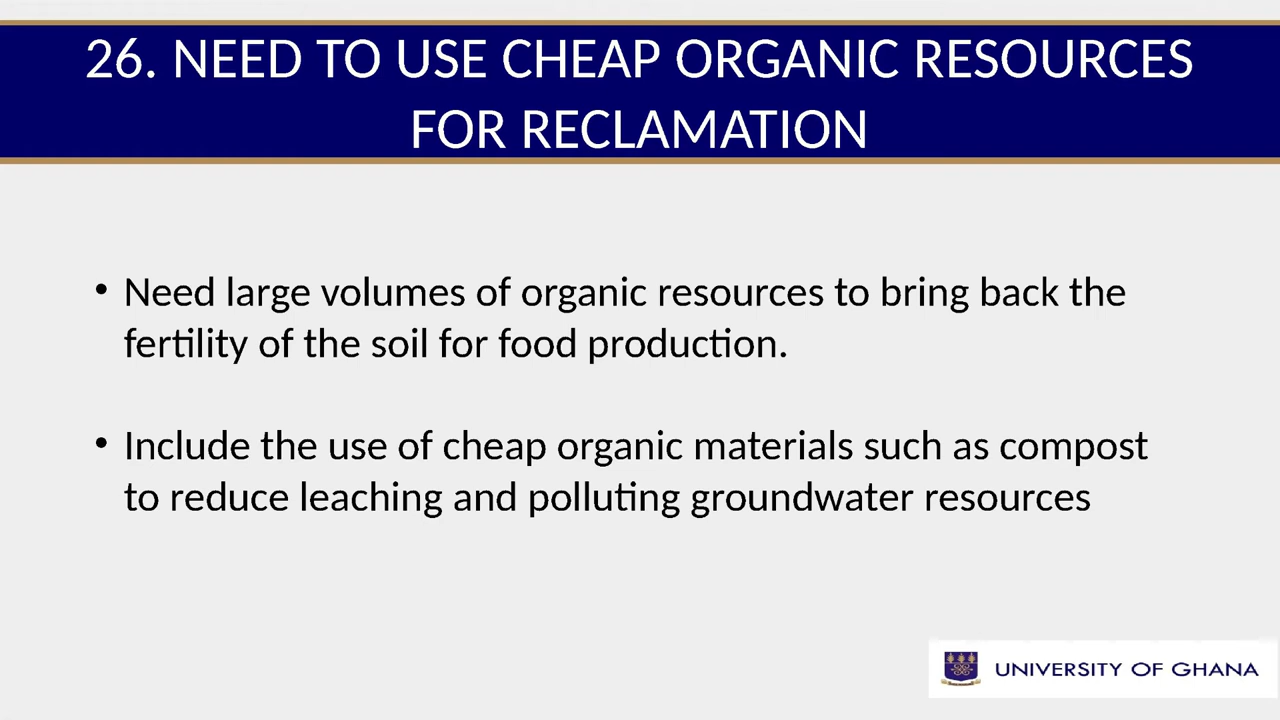 26. NEED TO USE CHEAP ORGANIC RESOURCES
FOR RECLAMATION
• Need large volumes of organic resources to bring back the
fertility of the soil for food production.
• Include the use of cheap organic materials such as compost
to reduce leaching and polluting groundwater resources
UNIVERSITY OF GHANA